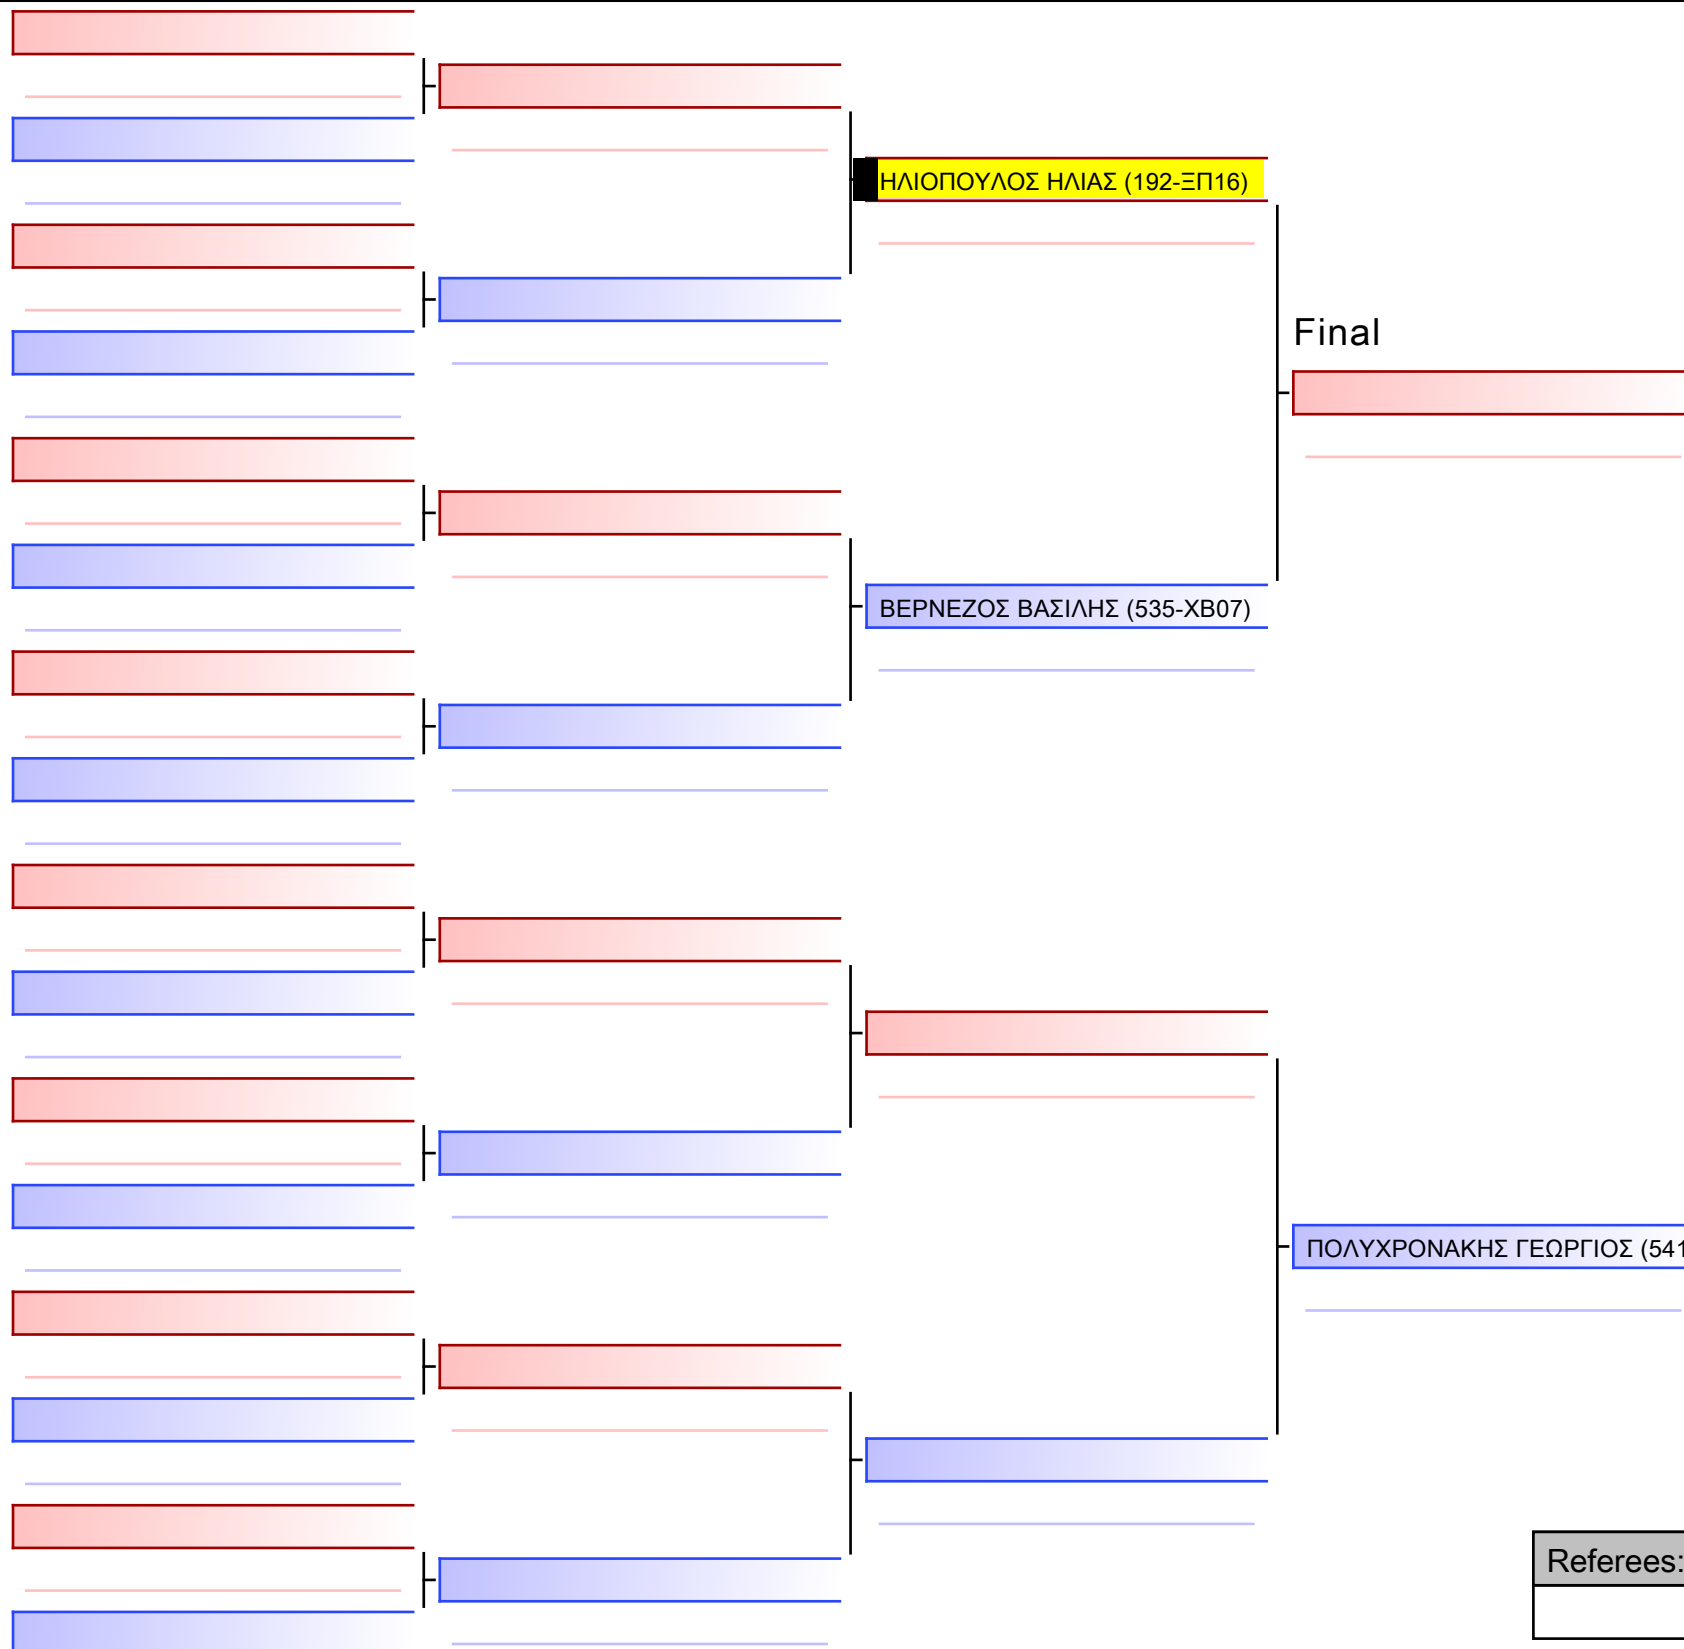 ΗΛΙΟΠΟΥΛΟΣ ΗΛΙΑΣ (192-ΞΠ16)
Final
ΒΕΡΝΕΖΟΣ ΒΑΣΙΛΗΣ (535-ΧΒ07)
ΠΟΛΥΧΡΟΝΑΚΗΣ ΓΕΩΡΓΙΟΣ (541
Referees: